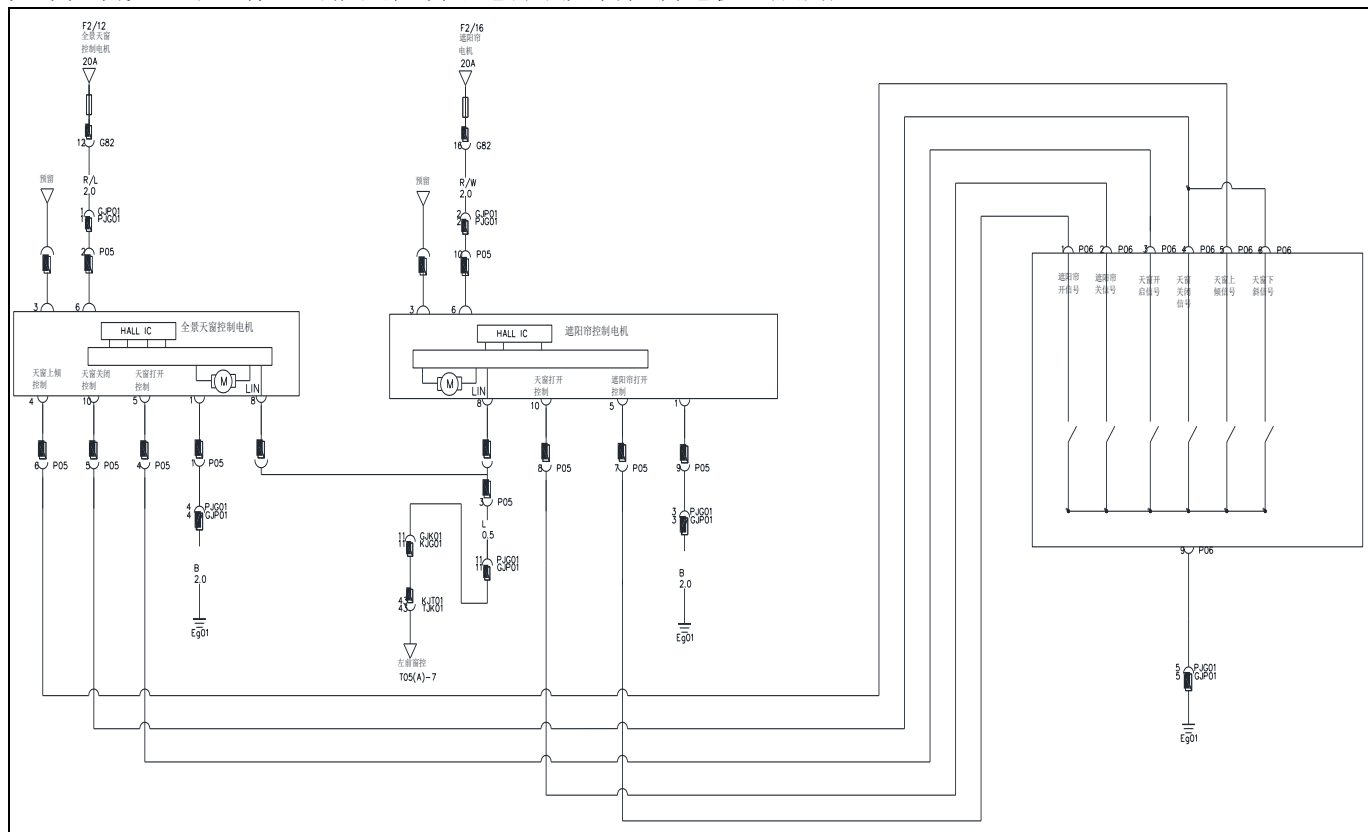 F2/12
全景天窗
控制电机
20A
12 G82
R/L
2.0
预留
1 GJP01
1 PJG01
2 P05
3 6
全景天窗控制电机
HALL IC
M
LIN
天窗上倾
控制
天窗关闭
控制
天窗打开
控制
4 10 5 1 8
6 P05
5 P05
4 P05
1 P05
4 PJG01
4 GJP01
B
2.0
Eg01
F2/16
遮阳帘
电机
20A
16 G82
R/W
2.0
预留
2 GJP01
2 PJG01
10 P05
3 6
遮阳帘控制电机
HALL IC
M
LIN
天窗打开
控制
遮阳帘打开
控制
8 10 5 1
8 P05
7 P05
9 P05
3 P05
L
0.5
11 PJG01
11 GJP01
11 GJK01
11 KJG01
43 KJT01
43 TJK01
左前窗控
T05(A)-7
3 PJG01
3 GJP01
B
2.0
Eg01
1 P06
2 P06
3 P06
4 P06
5 P06
6 P06
遮阳帘
开信号
遮阳帘
关信号
天窗开
启信号
天窗
关闭
信号
天窗上
倾信号
天窗下
斜信号
9 P06
5 PJG01
5 GJP01
Eg01